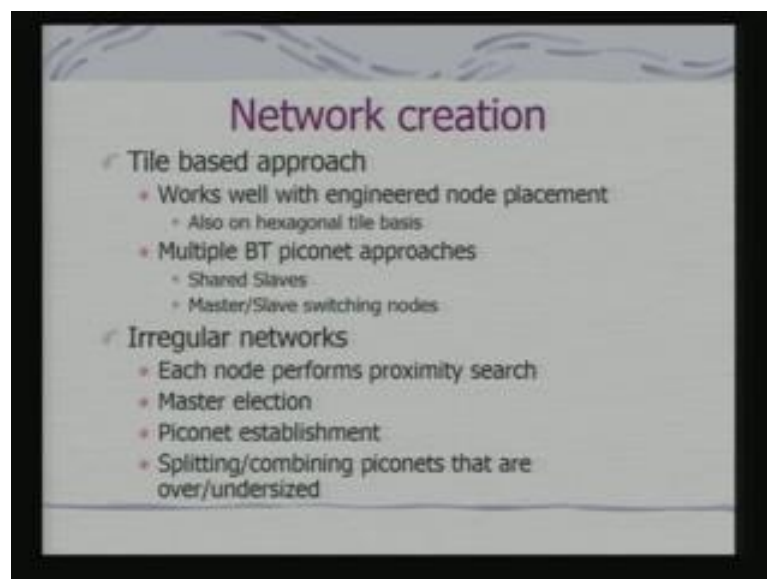 Network creation
Tile based approach
Works well with engineered node placement
Also on hexagonal tile basis
Multiple BT piconet approaches
Shared Slaves
Master/Slave switching nodes
Irregular networks
Each node performs proximity search
Master election
Piconet establishment
Splitting/combining piconets that are
over/undersized